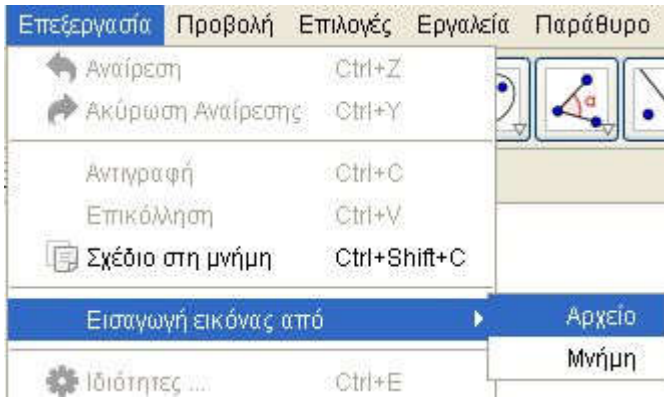 Επεξεργασία Προβολή Επιλογές Εργαλεία Παράθυρο
Αναίρεση Ctrl+Z
Ακύρωση Αναίρεσης Ctrl+Y
Αντιγραφή Ctrl+C
Επικόλληση Ctrl+V
Σχέδιο στη μνήμη Ctrl+Shift+C
Εισαγωγή εικόνας από Αρχείο
Μνήμη
Ιδιότητες ... Ctrl+E
α